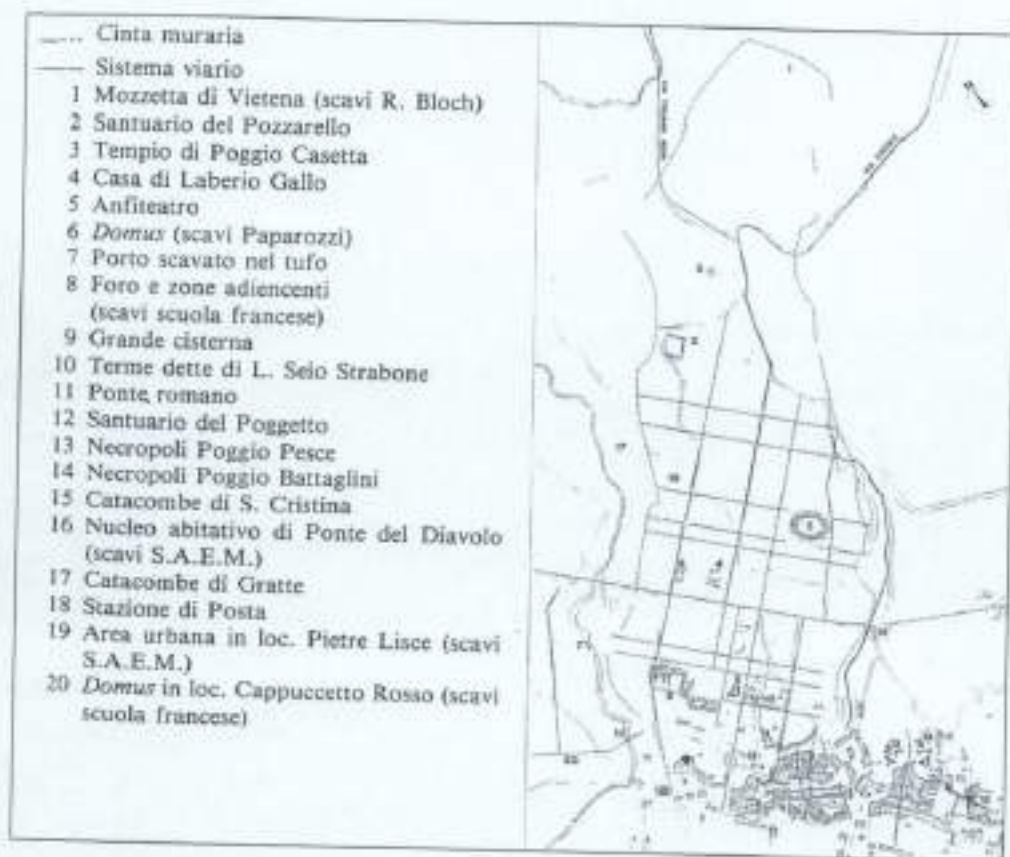 Cinta muraria
Sistema viario
1 Mozzetta di Vietena (scavi R. Bloch)
2 Santuario del Pozzarello
3 Tempio di Poggio Casetta
4 Casa di Laberio Gallo
5 Anfiteatro
6 Domus (scavi Paparozzi)
7 Porto scavato nel tufo
8 Foro e zone adiencenti
(scavi scuola francese)
9 Grande cisterna
10 Terme dette di L. Seio Strabone
11 Ponte romano
12 Santuario del Poggetto
13 Necropoli Poggio Pesce
14 Necropoli Poggio Battaglini
15 Catacombe di S. Cristina
16 Nucleo abitativo di Ponte del Diavolo
(scavi S.A.E.M.)
17 Catacombe di Gratte
18 Stazione di Posta
19 Area urbana in loc. Pietre Lisce (scavi
S.A.E.M.)
20 Domus in loc. Cappuccetto Rosso (scavi
scuola francese)